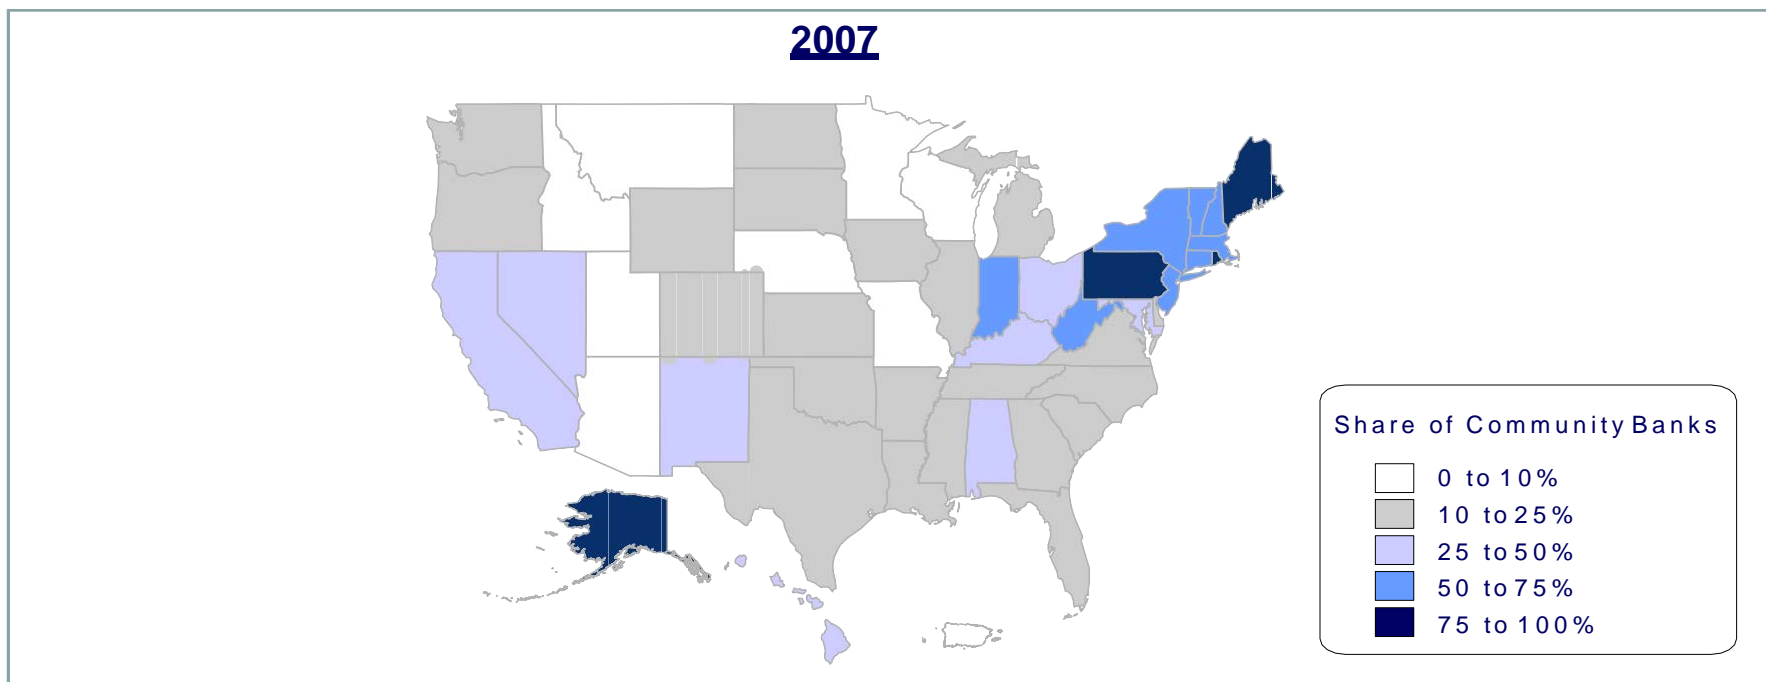 2007
Share of Community Banks
0 to 10%
10 to 25%
25 to 50%
50 to 75%
75 to 100%